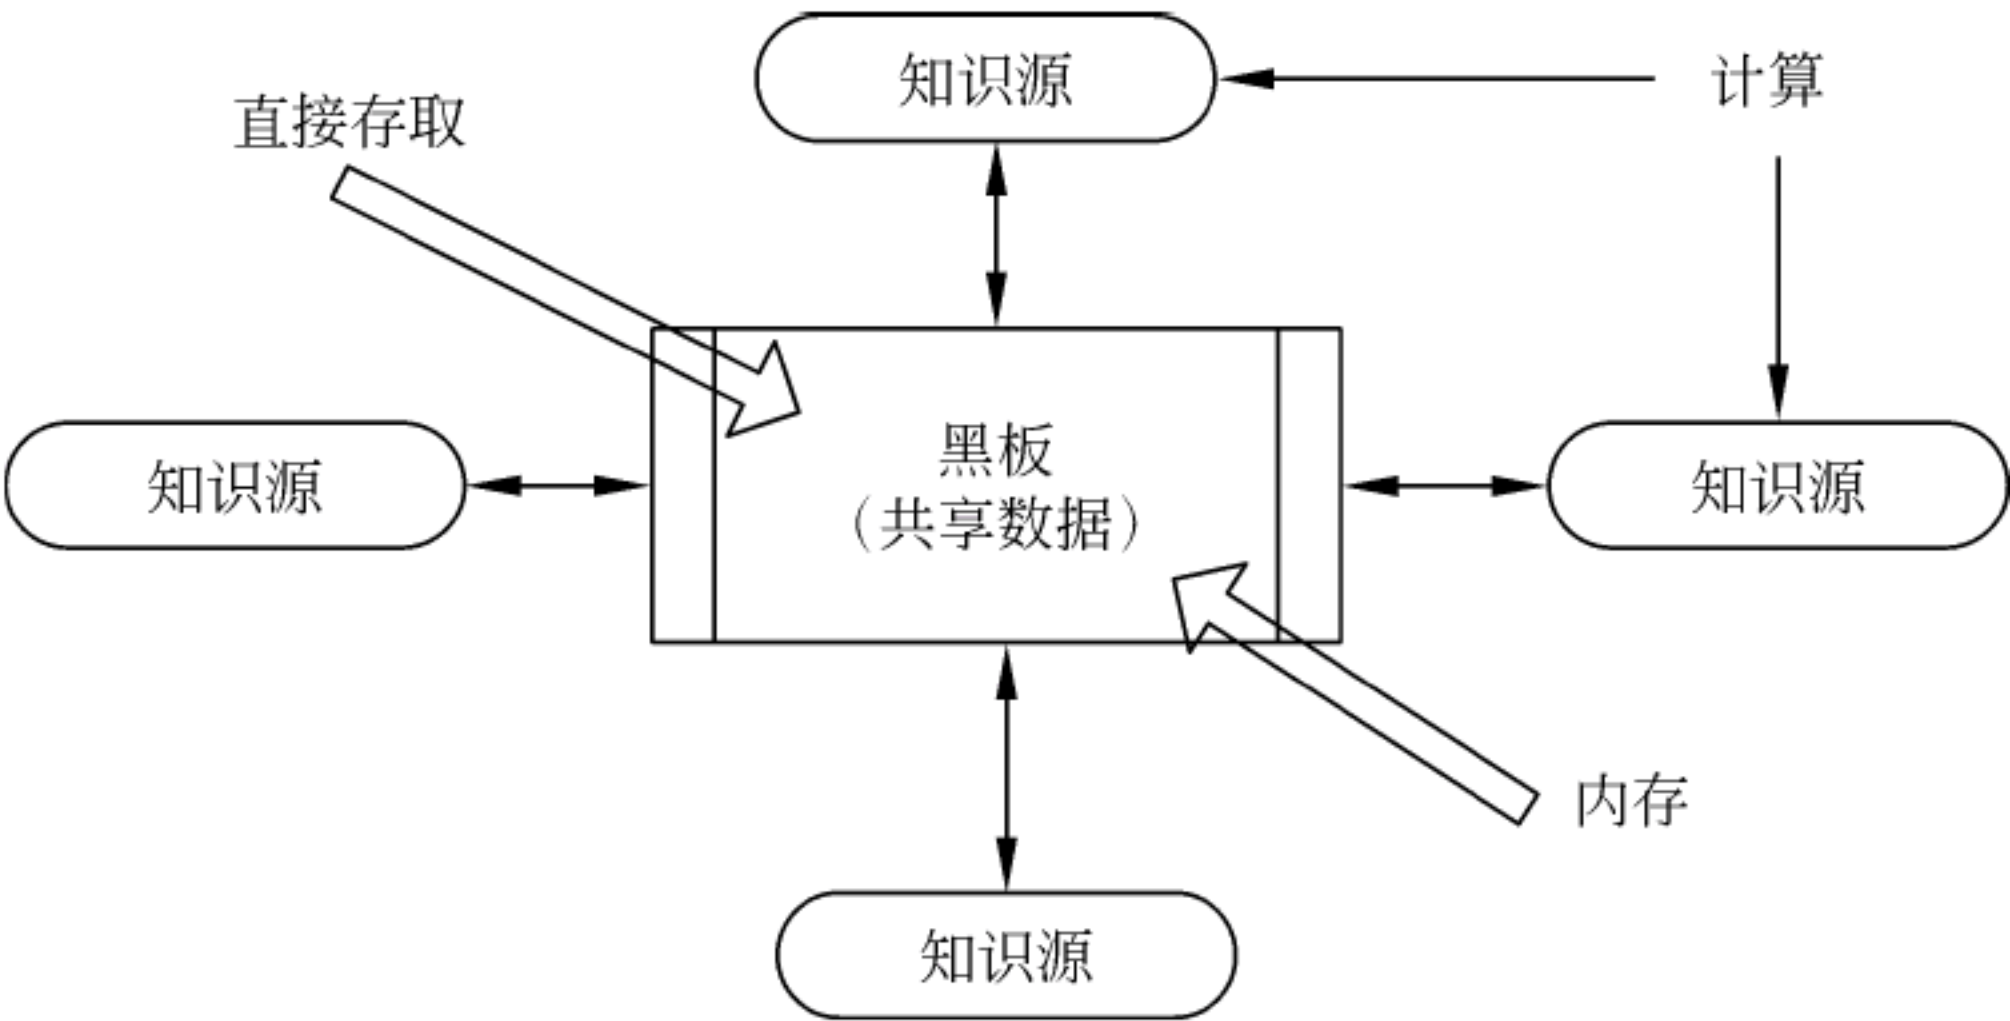 知识源
计算
直接存取
黑板
（共享数据）
知识源
知识源
内存
知识源